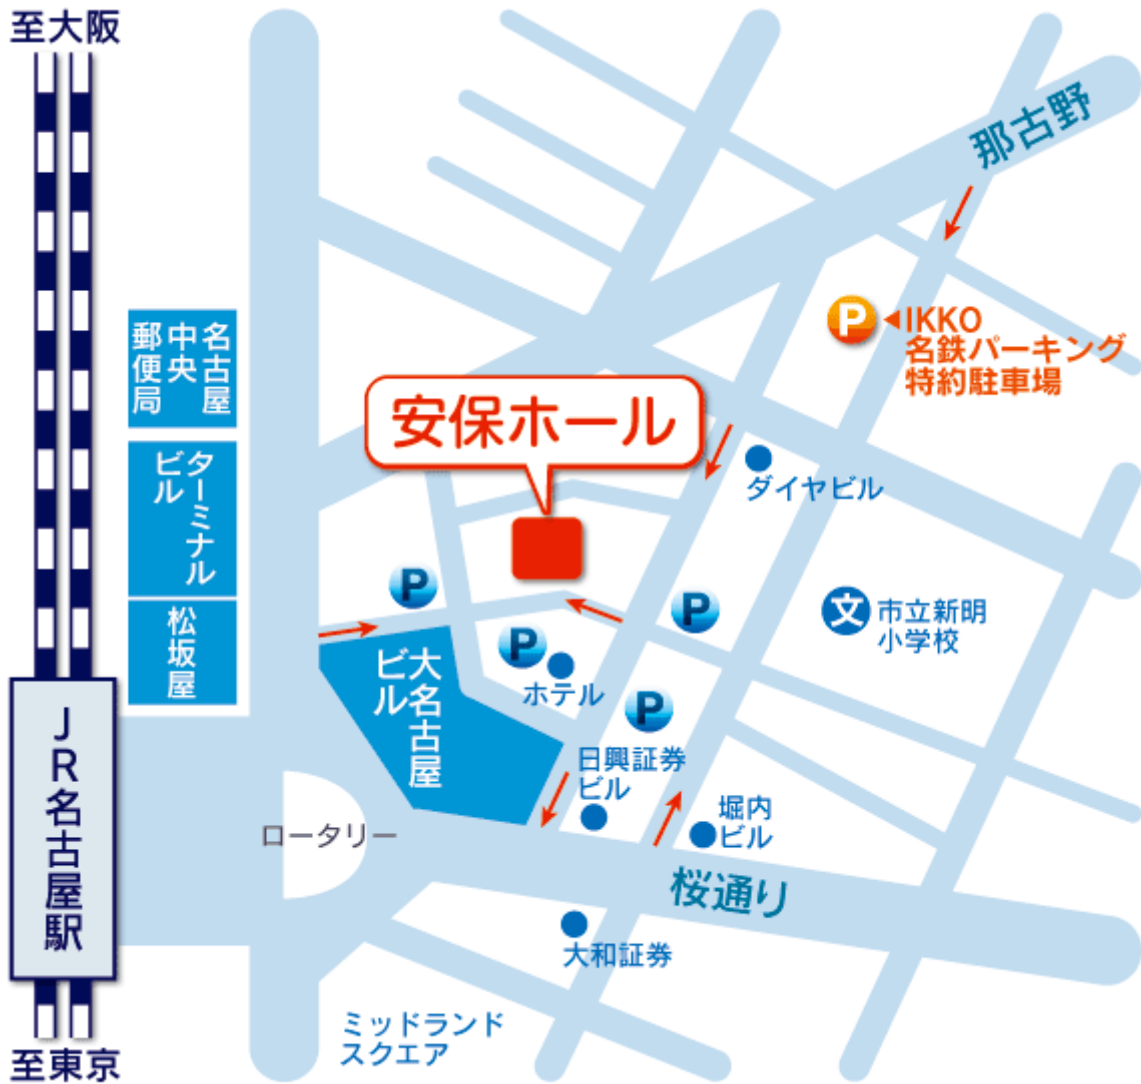 至大阪
那古野
名古屋
中央
郵便局
P
IKKO
名鉄パーキング
特約駐車場
安保ホール
ターミナル
ビル
ダイヤビル
P
P
文
市立新明
小学校
松坂屋
P
ホテル
大名古屋
ビル
P
JR名古屋駅
日興証券
ビル
堀内
ビル
ロータリー
桜通り
大和証券
ミッドランド
スクエア
至東京